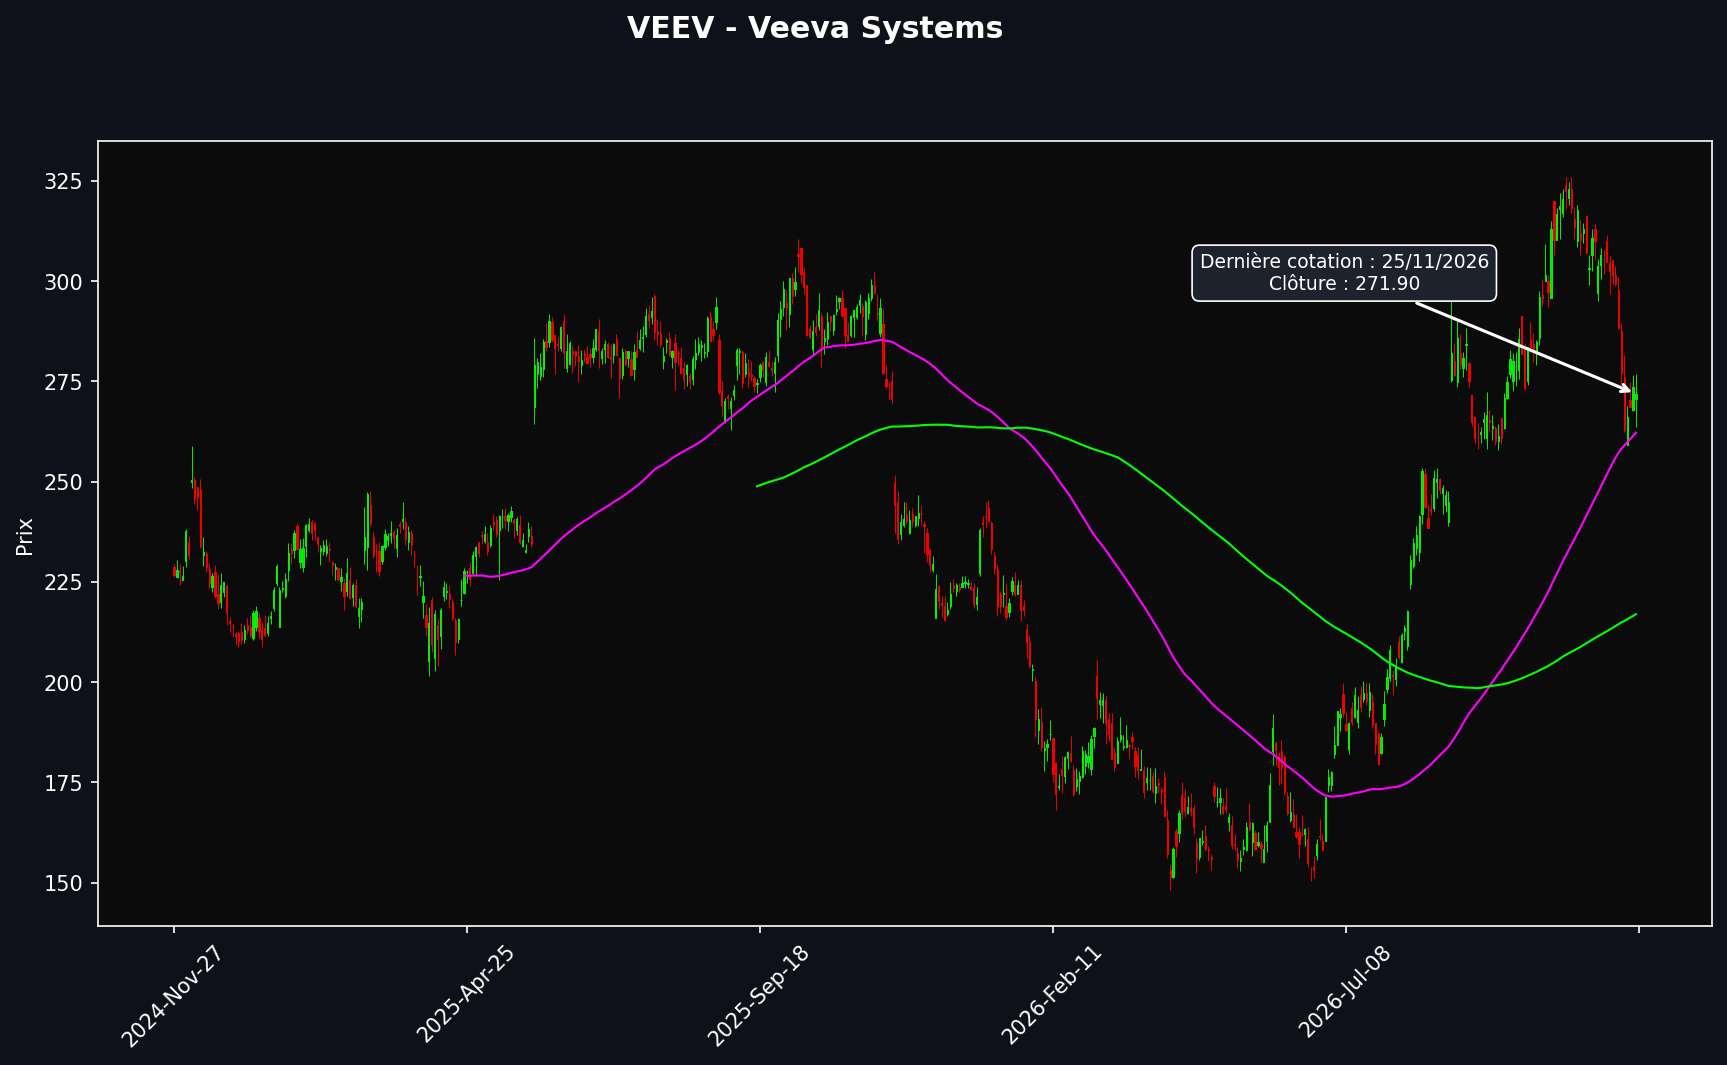 VEEV - Veeva Systems
325
300
275
250
225
200
175
150
Prix
Dernière cotation : 25/11/2026
Clôture : 271.90
2024-Nov-27
2025-Apr-25
2025-Sep-18
2026-Feb-11
2026-Jul-08